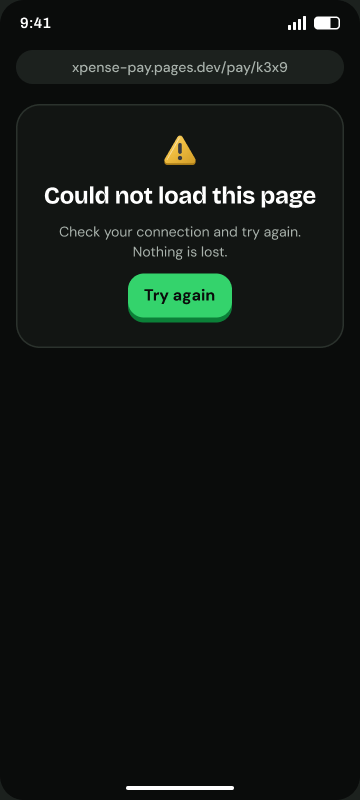 9:41
xpense-pay.pages.dev/pay/k3x9
Could not load this page
Check your connection and try again.
Nothing is lost.
Try again